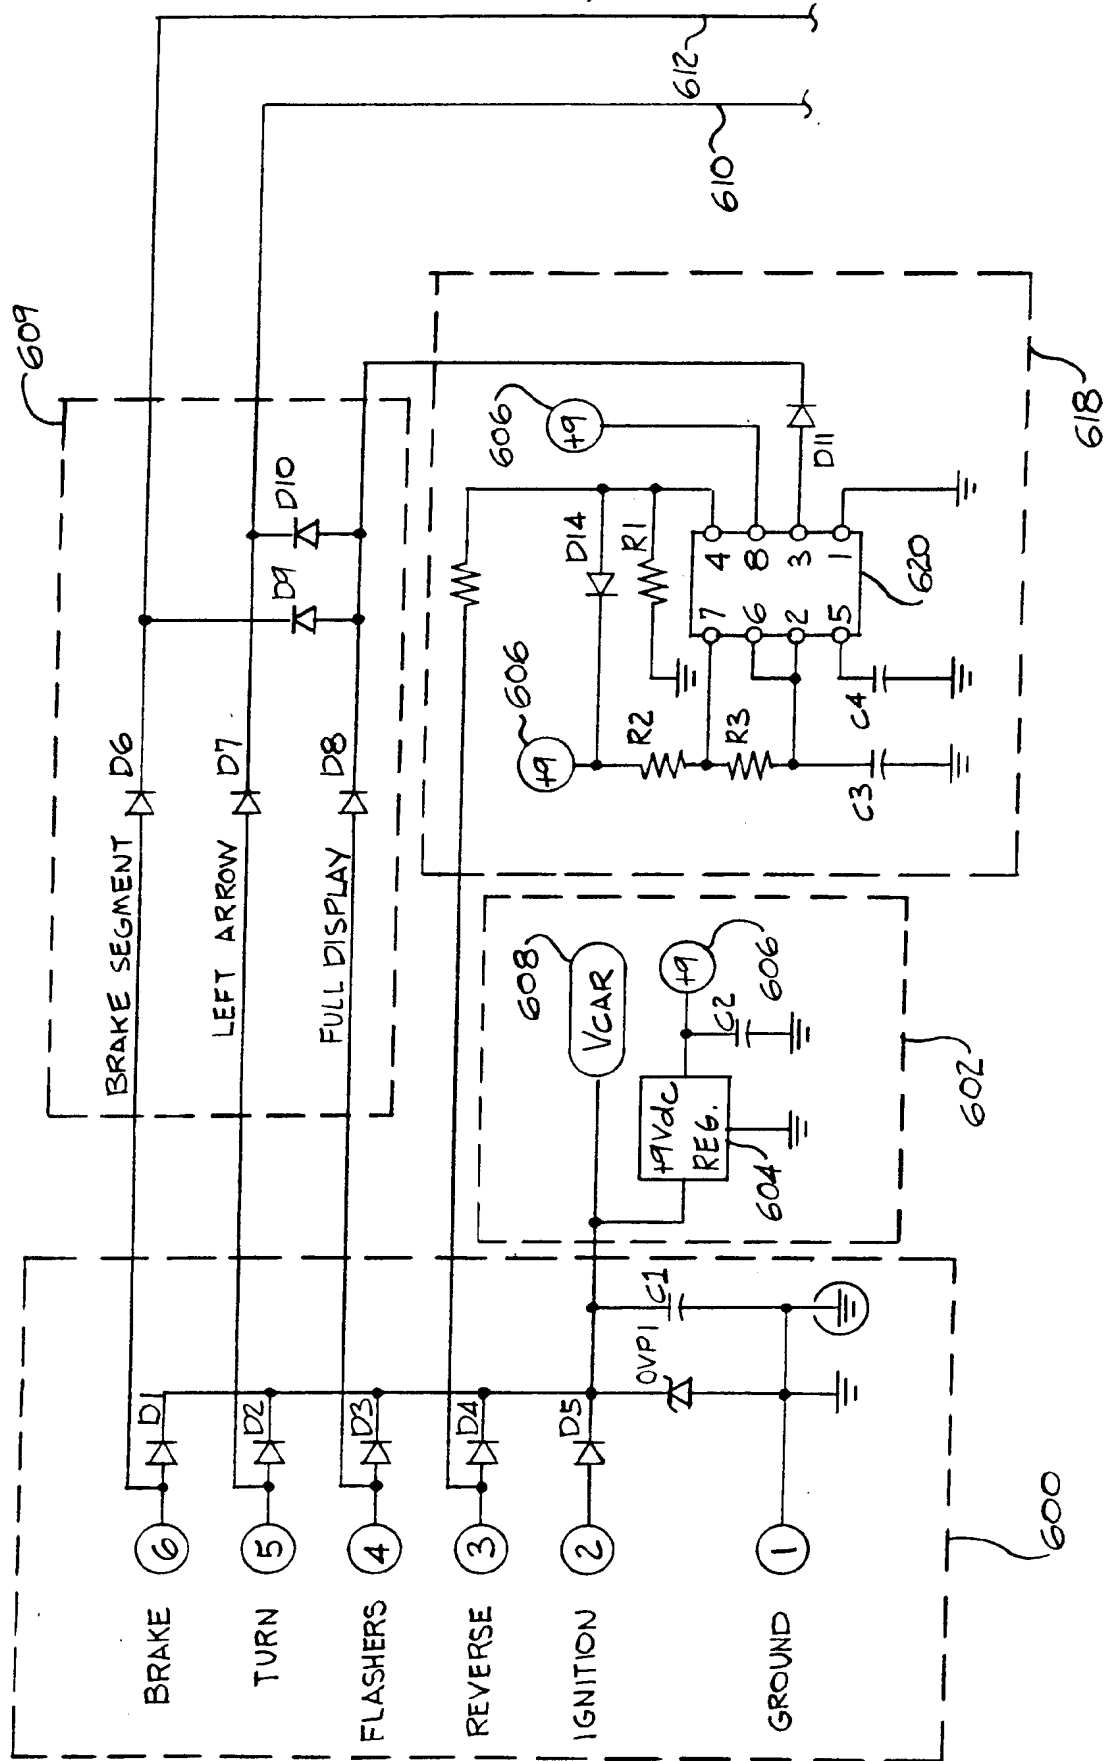 609
BRAKE
6
D1
BRAKE SEGMENT
D6
TURN
5
D2
LEFT ARROW
D7
D9
D10
FLASHERS
4
D3
FULL DISPLAY
D8
REVERSE
3
D4
IGNITION
2
D5
OVP1
C1
GROUND
1
600
608
VCAR
+9Vdc
REG.
604
+9
606
C2
602
606
+9
606
+9
D14
R1
R2
R3
7
6
2
5
4
8
3
1
C3
C4
620
D11
618
610
612